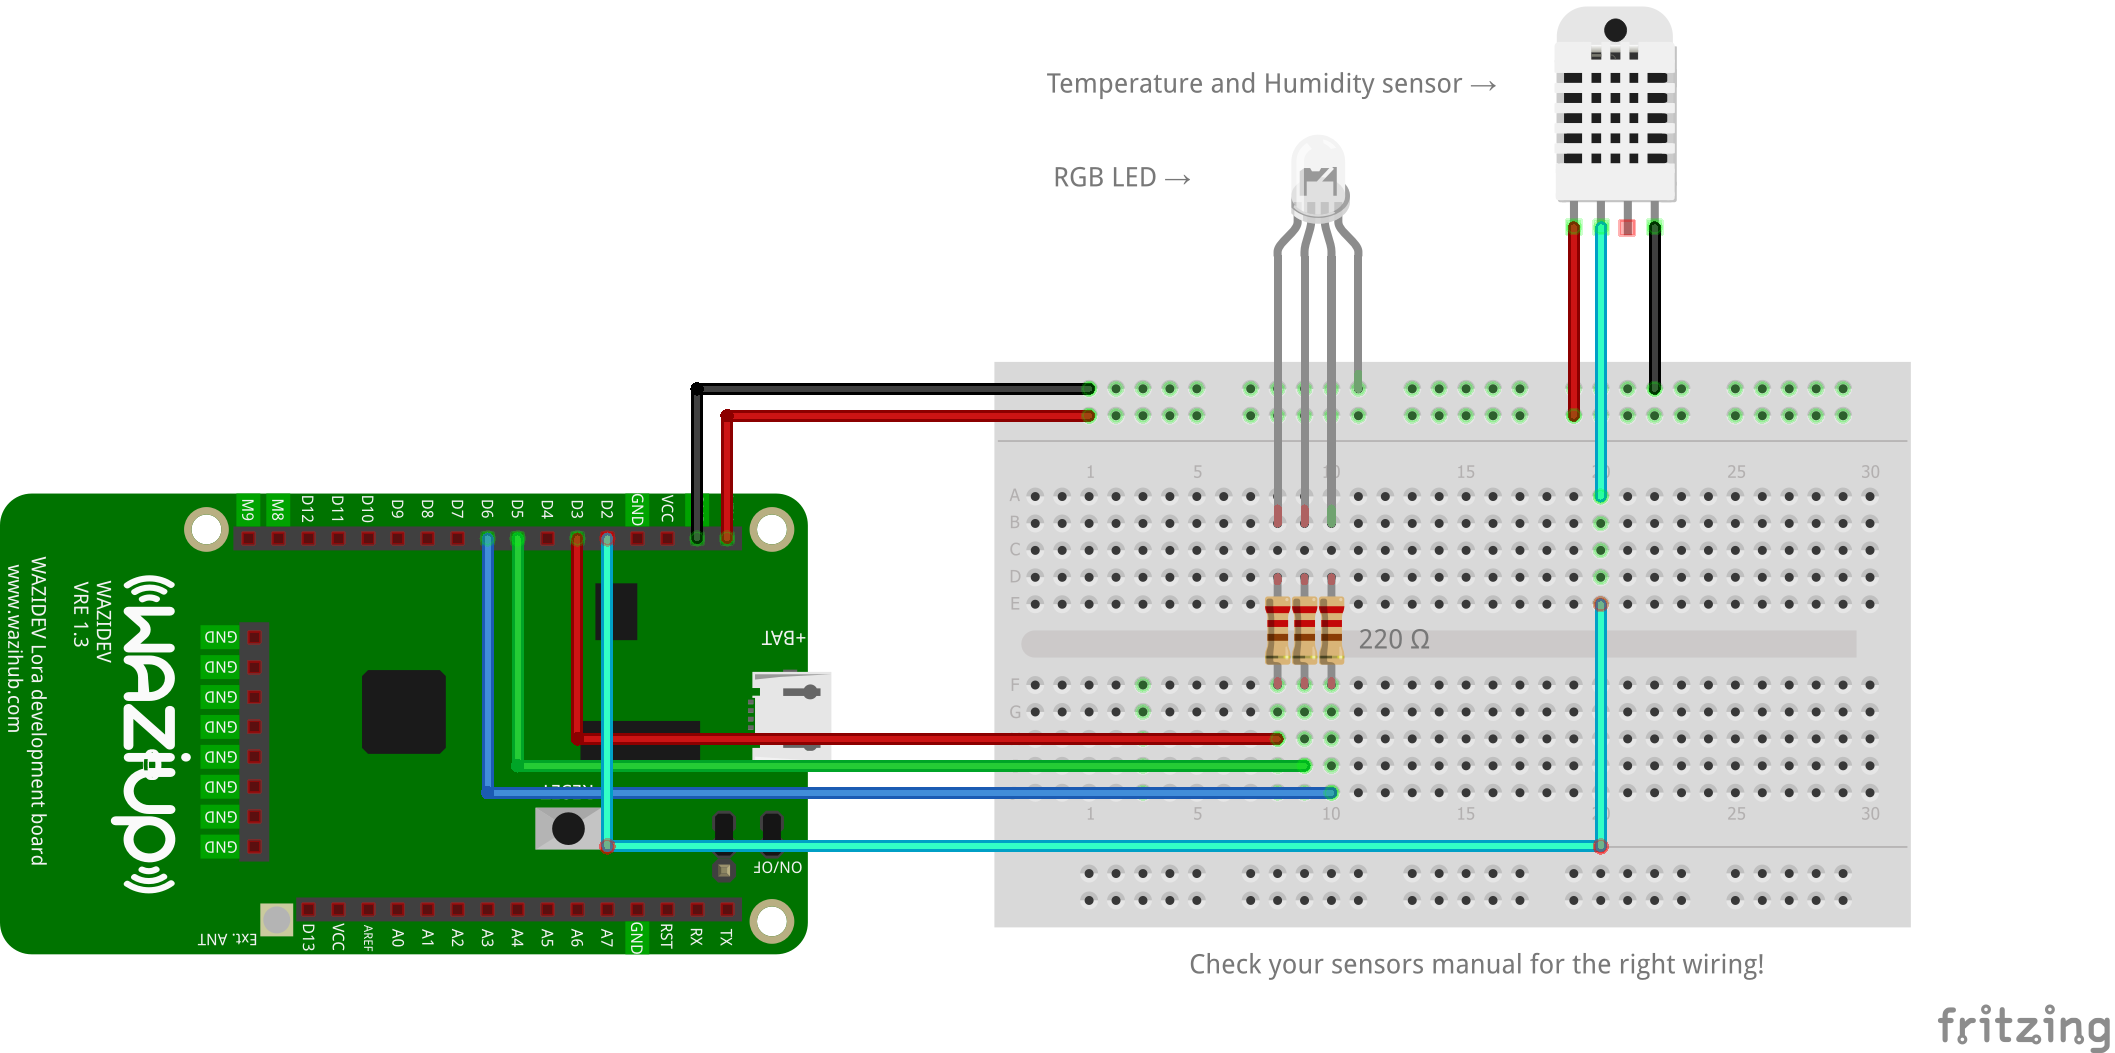 Temperature and Humidity sensor →
RGB LED →
M9 M8 D12 D11 D10 D9 D8 D7 D6 D5 D4 D3 D2 GND VCC
WAZIDEV Lora development board
www.wazihub.com
WAZIDEV
VRE 1.3
WAZIUP
GND
GND
GND
GND
GND
GND
GND
GND
+BAT
RESET
ON/OF
Ext. ANT
D13 VCC AREF A0 A1 A2 A3 A4 A5 A6 A7 GND RST RX TX
1 5 10 15 20 25 30
A
B
C
D
E
220 Ω
F
G
1 5 10 15 20 25 30
Check your sensors manual for the right wiring!
fritzing